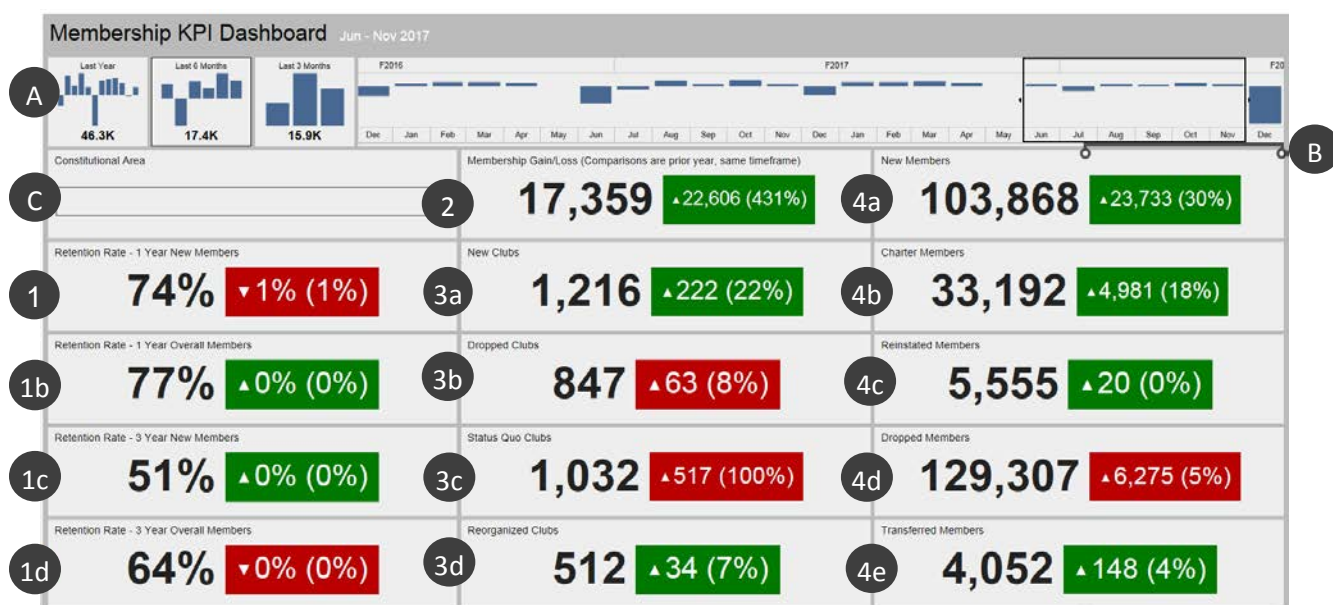 Membership KPI Dashboard Jun - Nov 2017
A
Last Year
46.3K
Last 6 Months
17.4K
Last 3 Months
15.9K
F2016 F2017 F20
Dec Jan Feb Mar Apr May Jun Jul Aug Sep Oct Nov Dec Jan Feb Mar Apr May Jun Jul Aug Sep Oct Nov Dec
B
C
Constitutional Area
2
Membership Gain/Loss (Comparisons are prior year, same timeframe)
17,359 ▲22,606 (431%)
4a
New Members
103,868 ▲23,733 (30%)
1
Retention Rate - 1 Year New Members
74% ▼1% (1%)
3a
New Clubs
1,216 ▲222 (22%)
4b
Charter Members
33,192 ▲4,981 (18%)
1b
Retention Rate - 1 Year Overall Members
77% ▲0% (0%)
3b
Dropped Clubs
847 ▲63 (8%)
4c
Reinstated Members
5,555 ▲20 (0%)
1c
Retention Rate - 3 Year New Members
51% ▲0% (0%)
3c
Status Quo Clubs
1,032 ▲517 (100%)
4d
Dropped Members
129,307 ▲6,275 (5%)
1d
Retention Rate - 3 Year Overall Members
64% ▼0% (0%)
3d
Reorganized Clubs
512 ▲34 (7%)
4e
Transferred Members
4,052 ▲148 (4%)